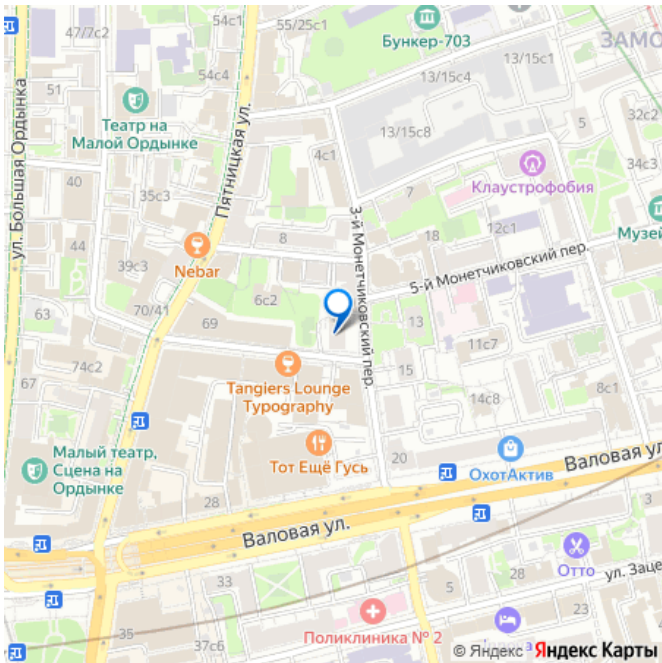 47/7с2
54с1
55/25с1
Бункер-703
ЗАМО
54с4
13/15с1
13/15с4
51
ул. Большая Ордынка
Театр на
Малой Ордынке
Пятницкая ул.
13/15с8
5
32с2
4с1
40
35с3
7
Клаустрофобия
34с3
3-й Монетчиковский пер.
12с1
Музей
44
8
18
39с3
Nebar
5-й Монетчиковский пер.
6с2
63
70/41
69
13
11с7
74с2
67
Tangiers Lounge
Typography
15
14с8
8с1
Малый театр,
Сцена на
Ордынке
Тот Ещё Гусь
20
ОхотАктив
Валовая ул
28
Валовая ул.
33
5
28
Отто
ул. Заце
35
37с6
Поликлиника № 2
23
© Яндекс
Яндекс Карты